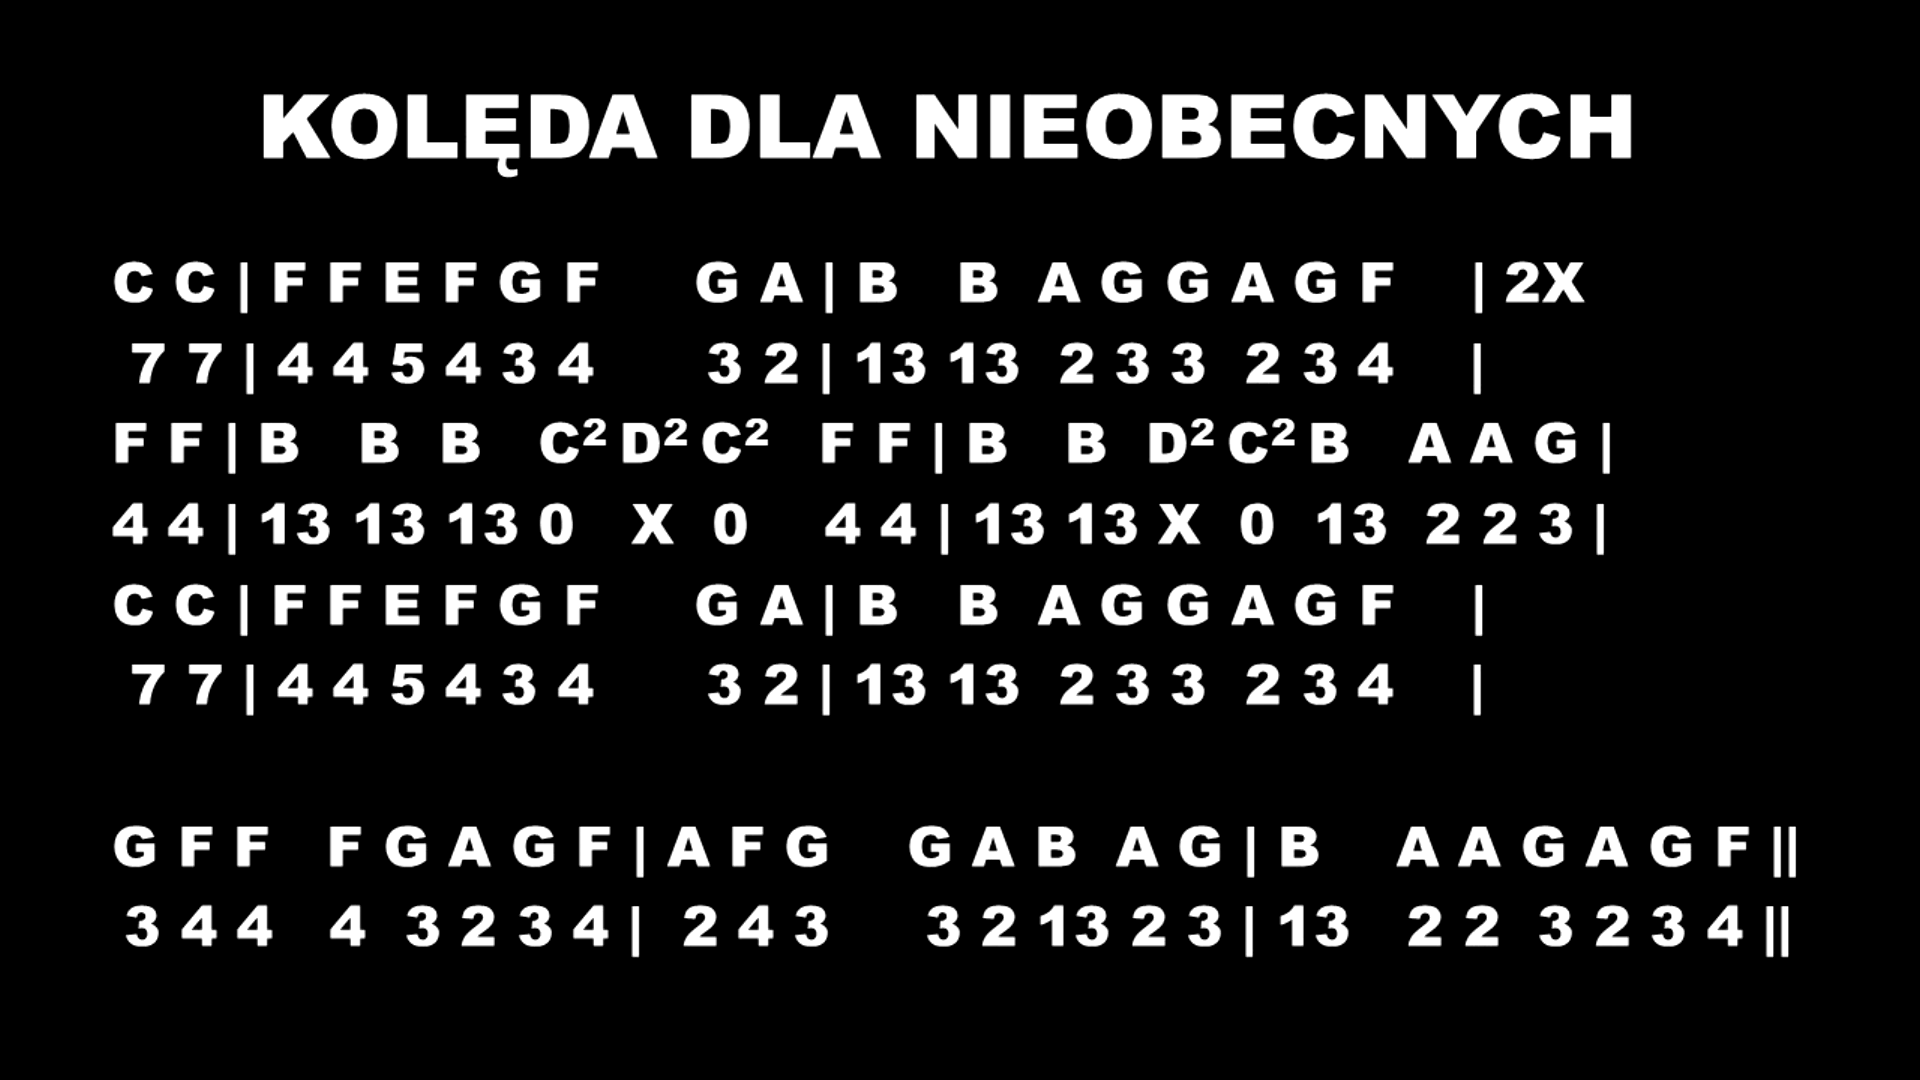 KOLĘDA DLA NIEOBECNYCH
C C | F F E F G F G A | B B A G G A G F | 2X
7 7 | 4 4 5 4 3 4 3 2 | 13 13 2 3 3 2 3 4 |
F F | B B B C² D² C² F F | B B D² C² B A A G |
4 4 | 13 13 13 0 X 0 4 4 | 13 13 X 0 13 2 2 3 |
C C | F F E F G F G A | B B A G G A G F |
7 7 | 4 4 5 4 3 4 3 2 | 13 13 2 3 3 2 3 4 |
G F F F G A G F | A F G G A B A G | B A A G A G F ||
3 4 4 4 3 2 3 4 | 2 4 3 3 2 13 2 3 | 13 2 2 3 2 3 4 ||